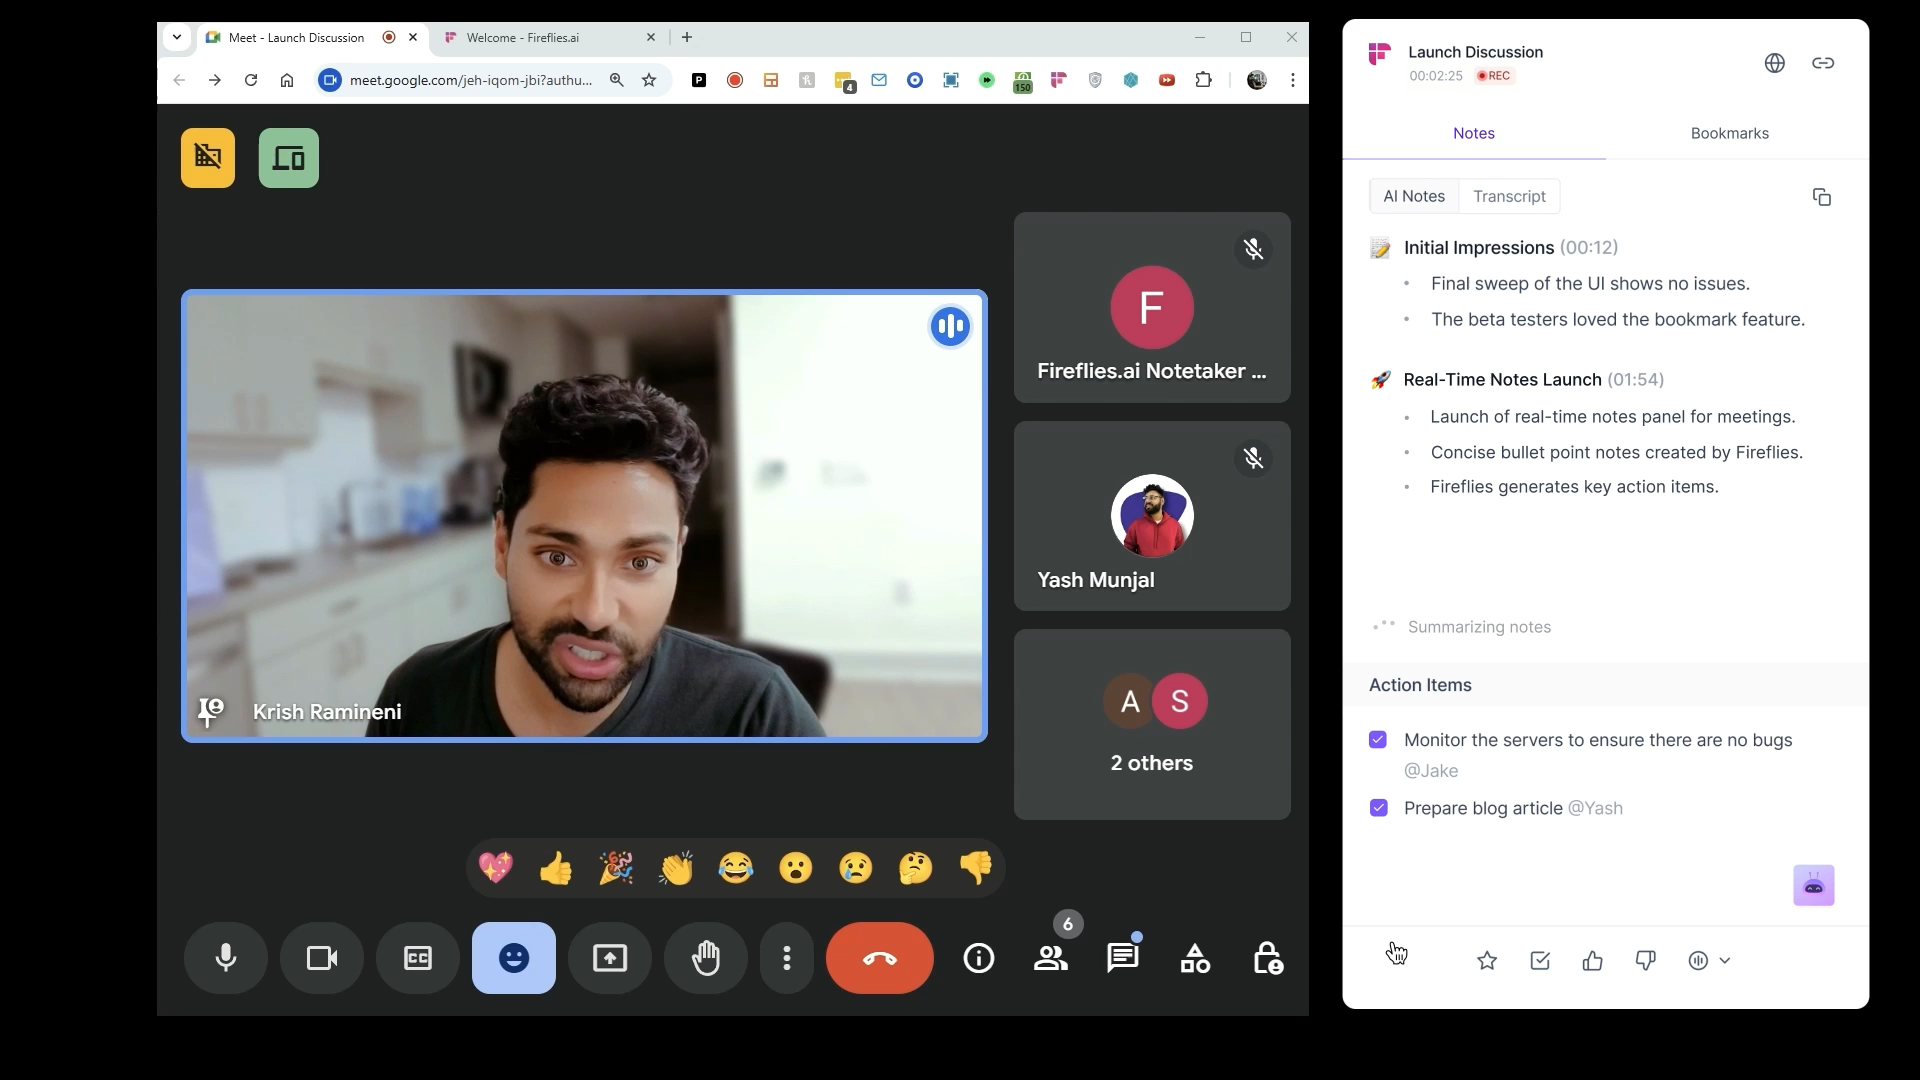 Meet - Launch Discussion
Welcome - Fireflies.ai
meet.google.com/jeh-iqom-jbi?authu...
4
150
F
Fireflies.ai Notetaker ...
Yash Munjal
A S
2 others
Krish Ramineni
CC
6
Launch Discussion
00:02:25 REC
Notes Bookmarks
AI Notes Transcript
Initial Impressions (00:12)
Final sweep of the UI shows no issues.
The beta testers loved the bookmark feature.
Real-Time Notes Launch (01:54)
Launch of real-time notes panel for meetings.
Concise bullet point notes created by Fireflies.
Fireflies generates key action items.
Summarizing notes
Action Items
Monitor the servers to ensure there are no bugs
@Jake
Prepare blog article @Yash